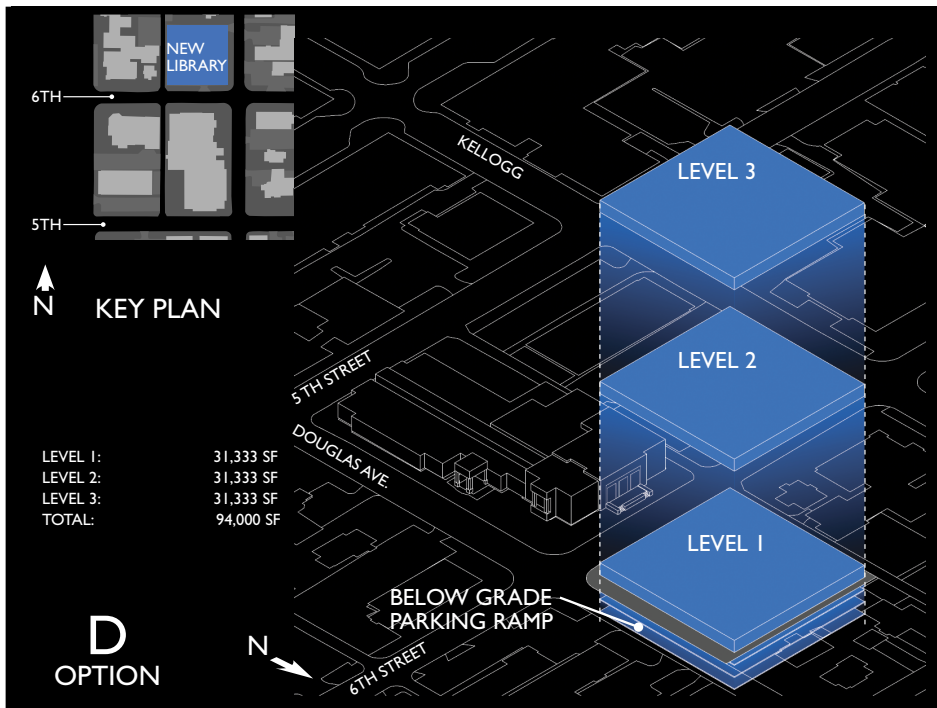 NEW
LIBRARY
6TH
5TH
N
KEY PLAN
LEVEL 1: 31,333 SF
LEVEL 2: 31,333 SF
LEVEL 3: 31,333 SF
TOTAL: 94,000 SF
D
OPTION
KELLOGG
5TH STREET
DOUGLAS AVE.
LEVEL 3
LEVEL 2
LEVEL 1
BELOW GRADE
PARKING RAMP
N
6TH STREET